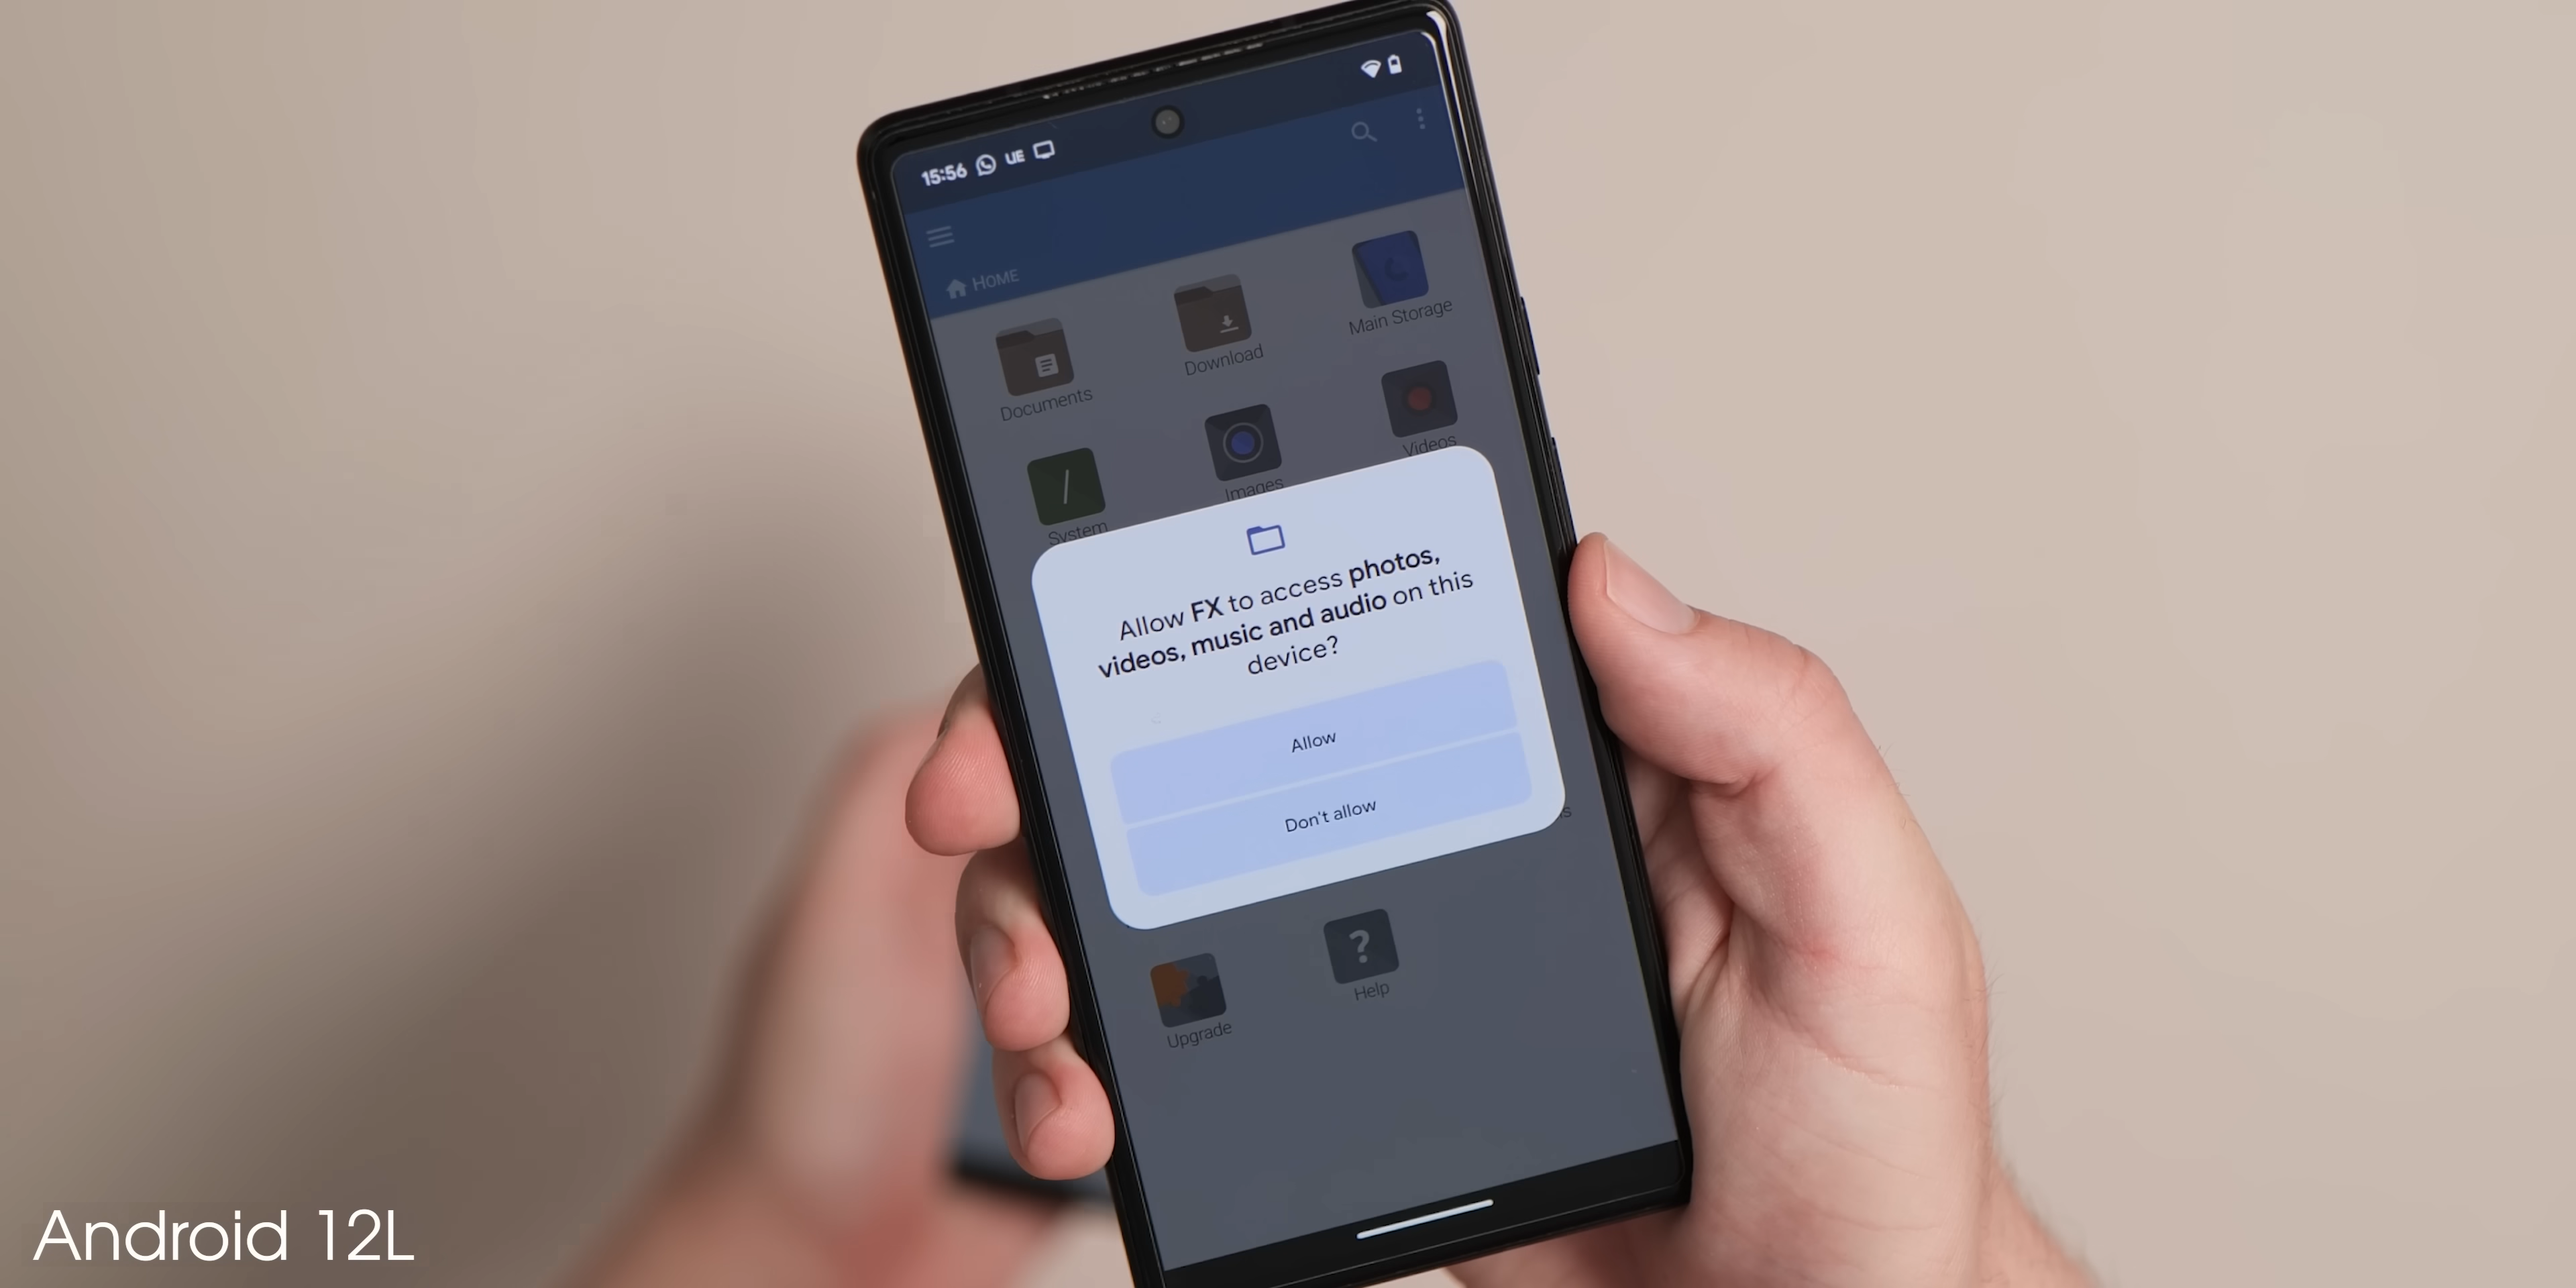 15:56 UE
HOME
Documents
Download
Main Storage
System
Images
Videos
Allow FX to access photos,
videos, music and audio on this
device?
Allow
Don't allow
Upgrade
?
Help
Android 12L